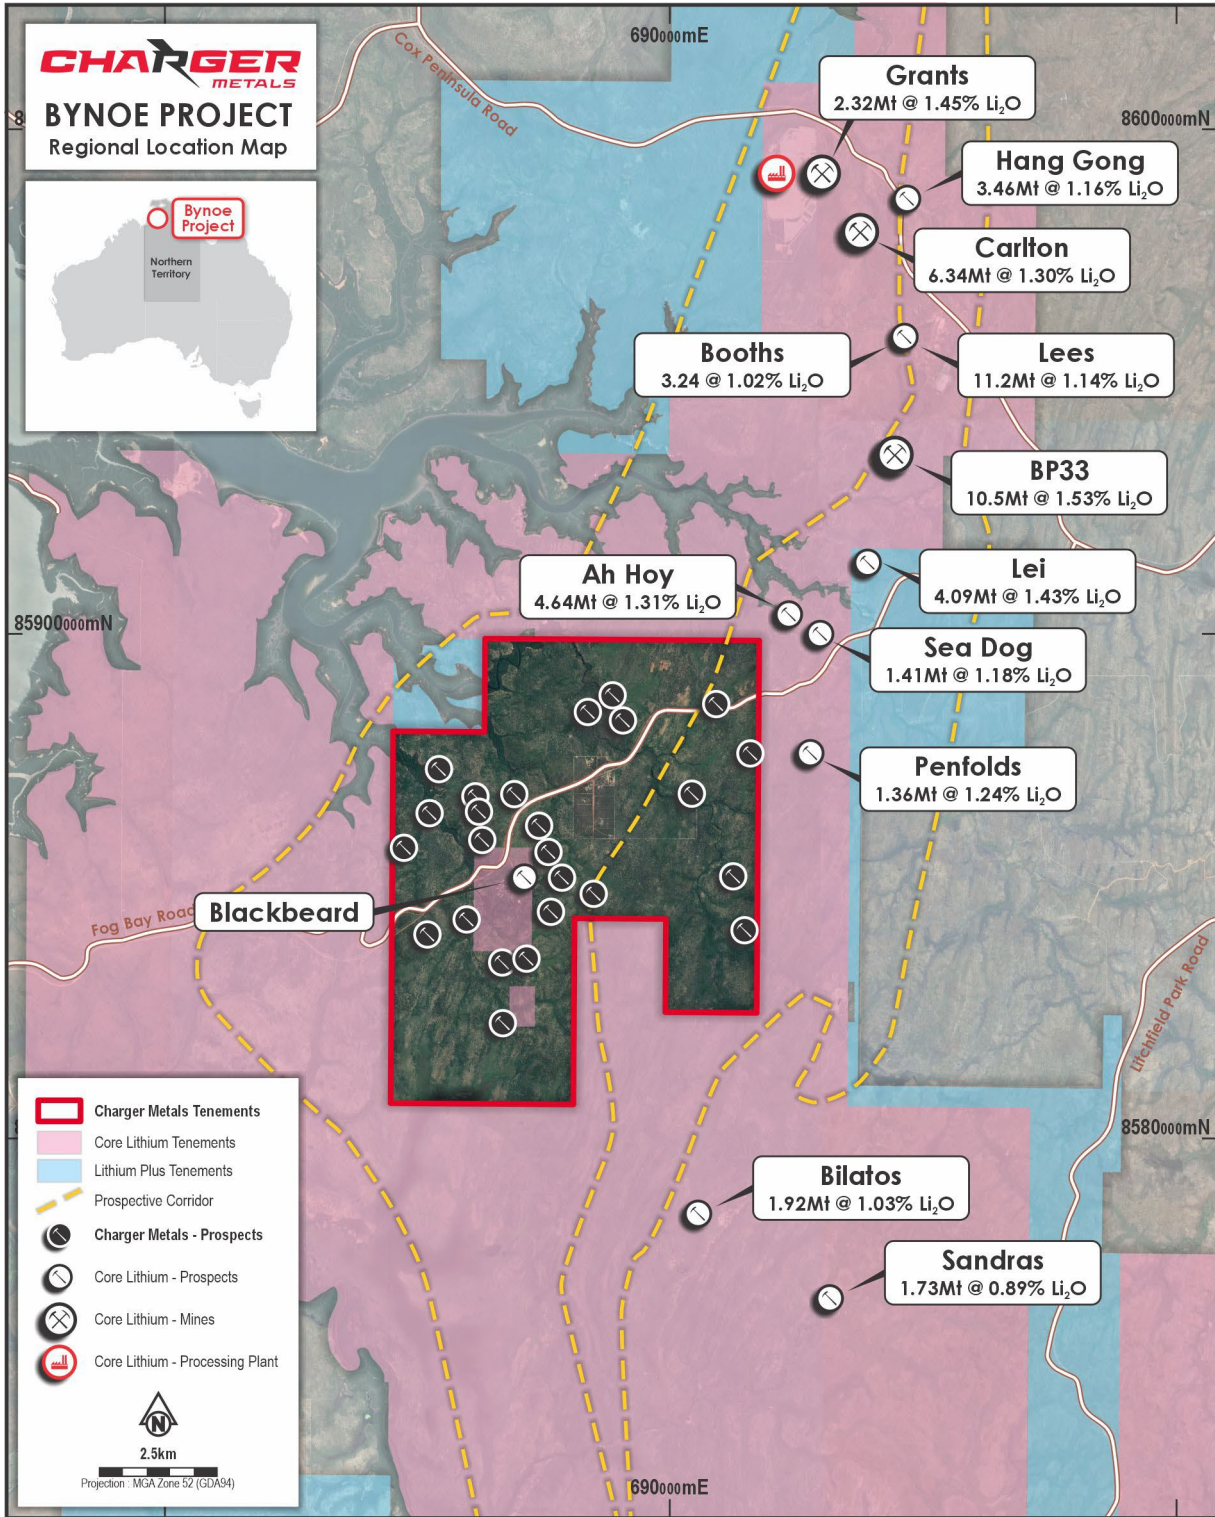 CHARGER
METALS
BYNOE PROJECT
Regional Location Map
Bynoe
Project
Northern
Territory
690000mE
Cox Peninsula Road
8600000mN
Grants
2.32Mt @ 1.45% Li₂O
Hang Gong
3.46Mt @ 1.16% Li₂O
Carlton
6.34Mt @ 1.30% Li₂O
Booths
3.24 @ 1.02% Li₂O
Lees
11.2Mt @ 1.14% Li₂O
BP33
10.5Mt @ 1.53% Li₂O
Ah Hoy
4.64Mt @ 1.31% Li₂O
Lei
4.09Mt @ 1.43% Li₂O
8590000mN
Sea Dog
1.41Mt @ 1.18% Li₂O
Penfolds
1.36Mt @ 1.24% Li₂O
Blackbeard
Fog Bay Road
Litchfield Park Road
8580000mN
Bilatos
1.92Mt @ 1.03% Li₂O
Sandras
1.73Mt @ 0.89% Li₂O
Charger Metals Tenements
Core Lithium Tenements
Lithium Plus Tenements
Prospective Corridor
Charger Metals - Prospects
Core Lithium - Prospects
Core Lithium - Mines
Core Lithium - Processing Plant
N
2.5km
Projection : MGA Zone 52 (GDA94)
690000mE